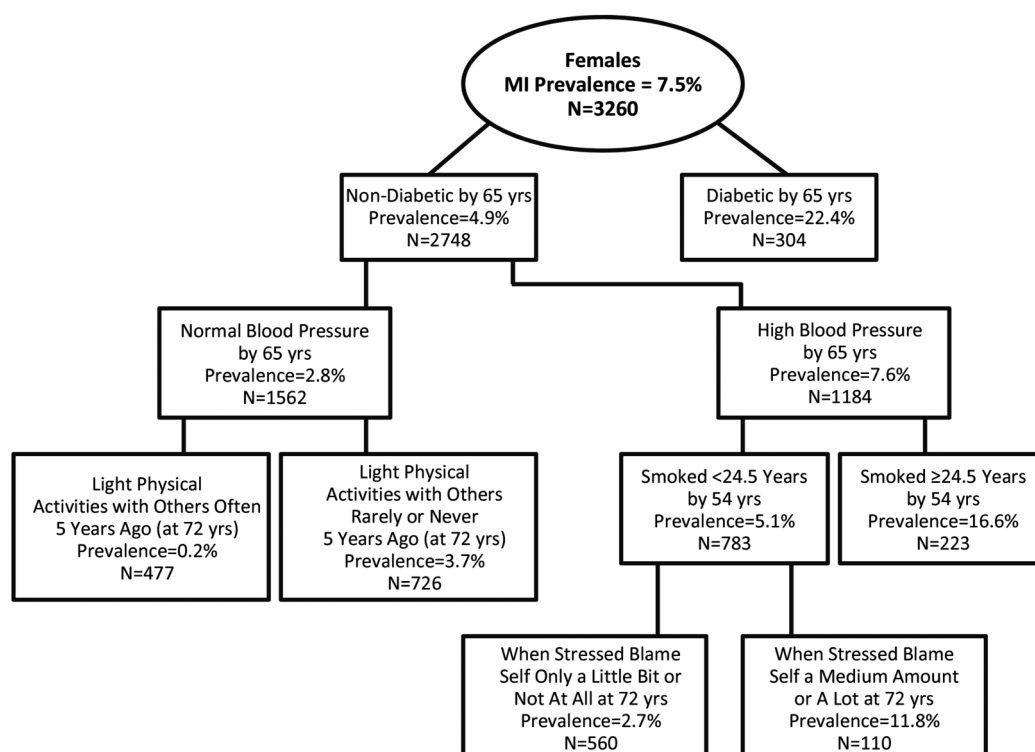 Females
MI Prevalence = 7.5%
N=3260
Non-Diabetic by 65 yrs
Prevalence=4.9%
N=2748
Diabetic by 65 yrs
Prevalence=22.4%
N=304
Normal Blood Pressure
by 65 yrs
Prevalence=2.8%
N=1562
High Blood Pressure
by 65 yrs
Prevalence=7.6%
N=1184
Light Physical
Activities with Others Often
5 Years Ago (at 72 yrs)
Prevalence=0.2%
N=477
Light Physical
Activities with Others
Rarely or Never
5 Years Ago (at 72 yrs)
Prevalence=3.7%
N=726
Smoked <24.5 Years
by 54 yrs
Prevalence=5.1%
N=783
Smoked ≥24.5 Years
by 54 yrs
Prevalence=16.6%
N=223
When Stressed Blame
Self Only a Little Bit or
Not At All at 72 yrs
Prevalence=2.7%
N=560
When Stressed Blame
Self a Medium Amount
or A Lot at 72 yrs
Prevalence=11.8%
N=110